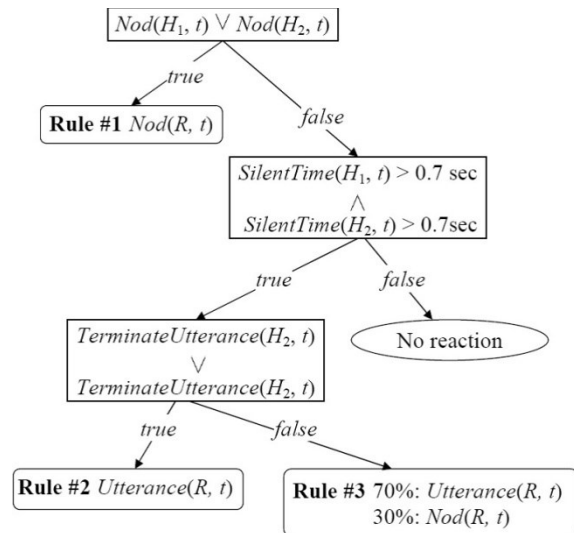 Nod(H₁, t) ∨ Nod(H₂, t)
true
false
Rule #1 Nod(R, t)
SilentTime(H₁, t) > 0.7 sec
∧
SilentTime(H₂, t) > 0.7sec
true
false
TerminateUtterance(H₂, t)
∨
TerminateUtterance(H₂, t)
No reaction
true
false
Rule #2 Utterance(R, t)
Rule #3 70%: Utterance(R, t)
30%: Nod(R, t)